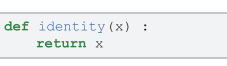 def identity(x) :
    return x